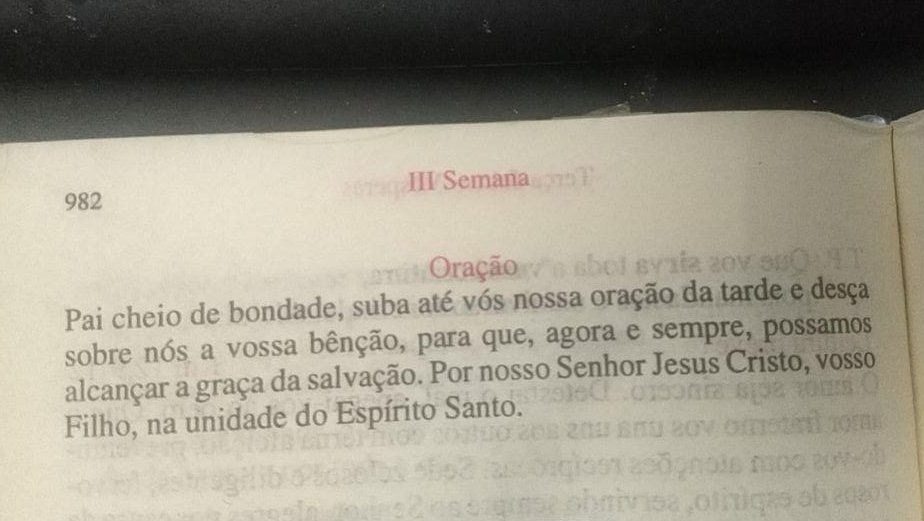 982
III Semana
Oração
Pai cheio de bondade, suba até vós nossa oração da tarde e desça
sobre nós a vossa bênção, para que, agora e sempre, possamos
alcançar a graça da salvação. Por nosso Senhor Jesus Cristo, vosso
Filho, na unidade do Espírito Santo.